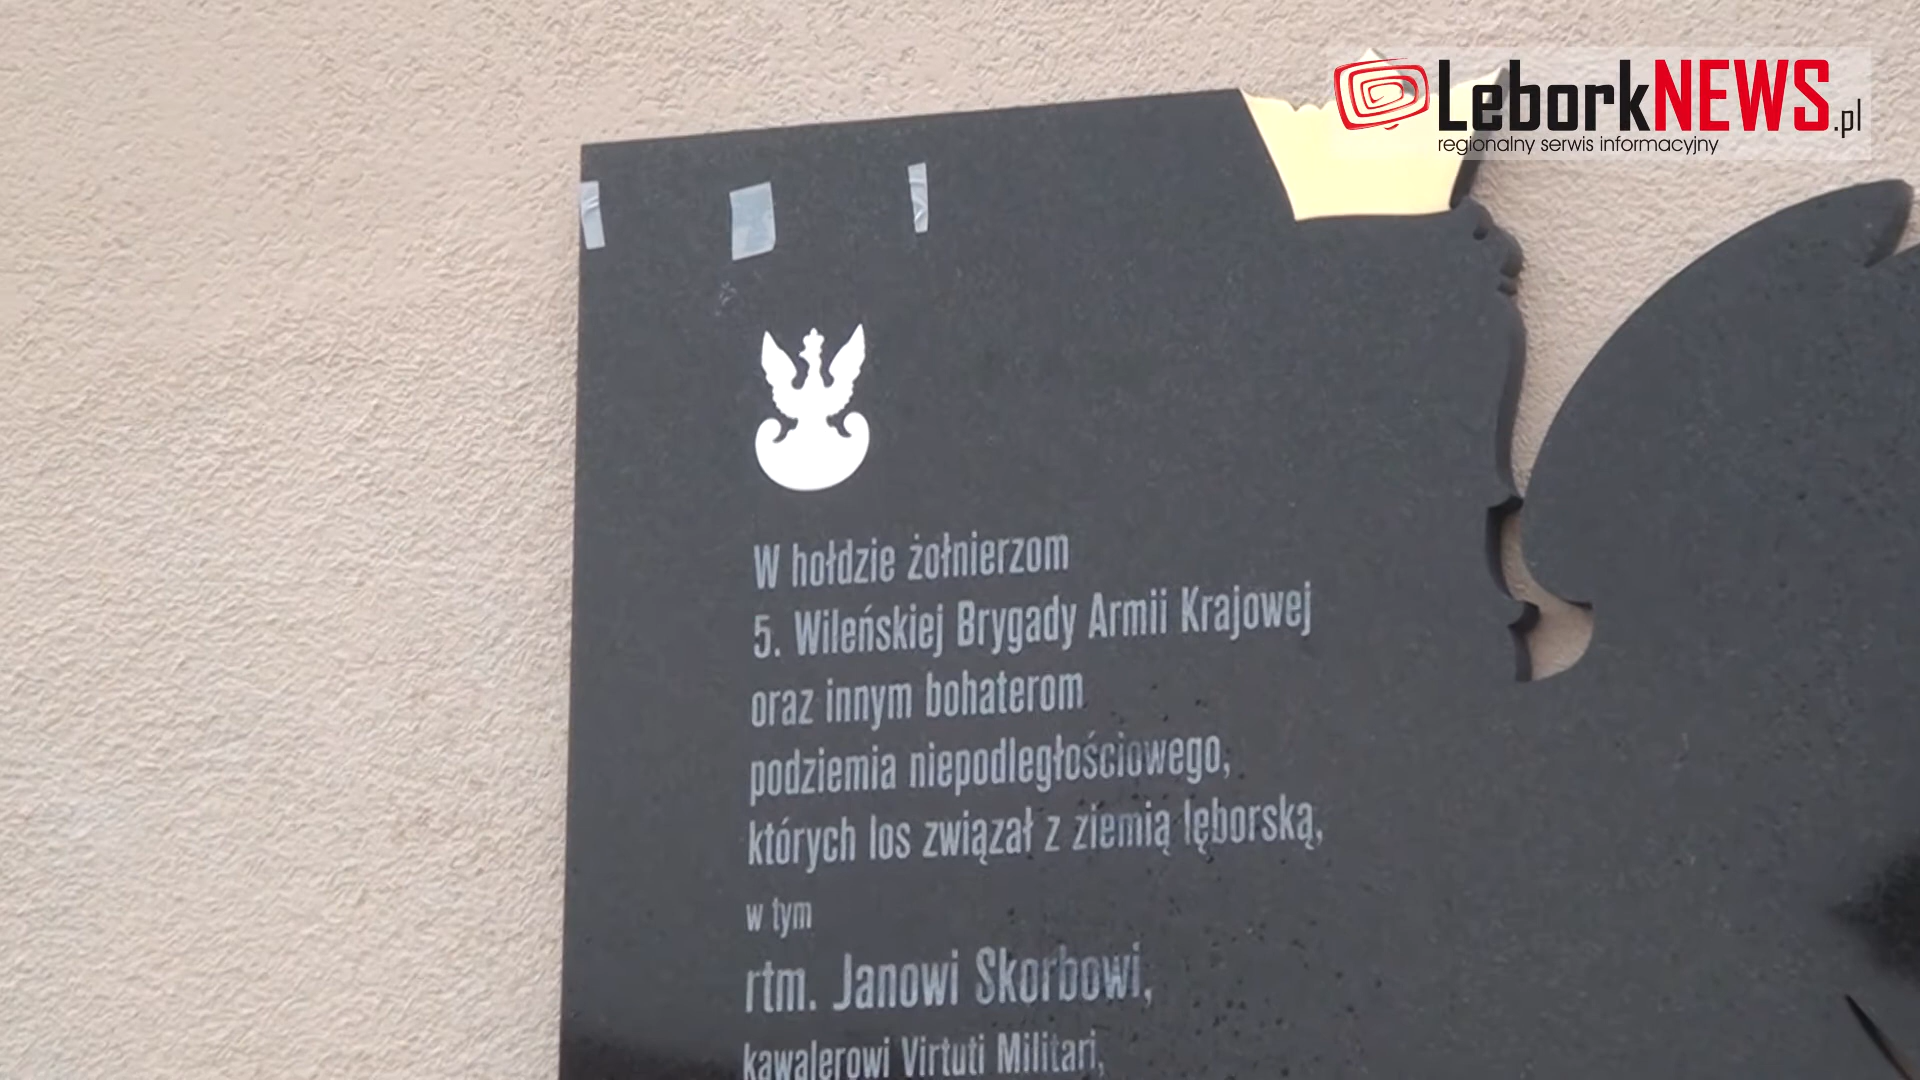 LeborkNEWS.pl
regionalny serwis informacyjny
W hołdzie żołnierzom
5. Wileńskiej Brygady Armii Krajowej
oraz innym bohaterom
podziemia niepodległościowego,
których los związał z ziemią lęborską,
w tym
rtm. Janowi Skorbowi,
kawalerowi Virtuti Militari,